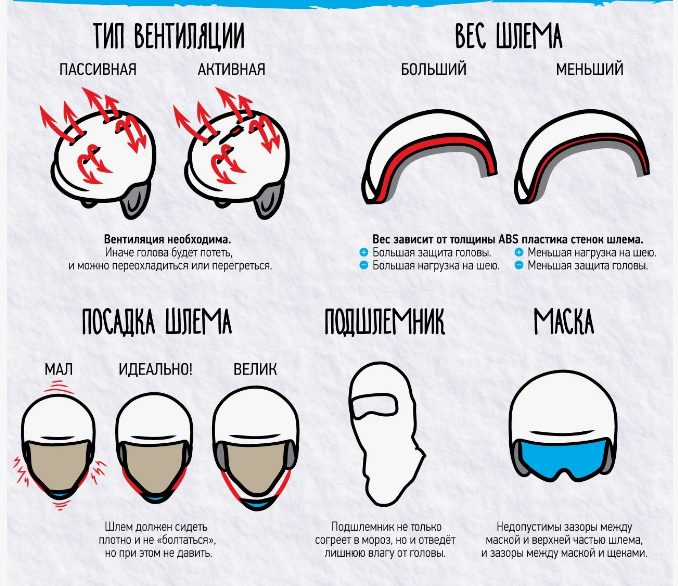 ТИП ВЕНТИЛЯЦИИ
ПАССИВНАЯ
АКТИВНАЯ
Вентиляция необходима.
Иначе голова будет потеть,
и можно переохладиться или перегреться.
ВЕС ШЛЕМА
БОЛЬШИЙ
МЕНЬШИЙ
Вес зависит от толщины ABS пластика стенок шлема.
+ Большая защита головы.
− Большая нагрузка на шею.
+ Меньшая нагрузка на шею.
− Меньшая защита головы.
ПОСАДКА ШЛЕМА
МАЛ
ИДЕАЛЬНО!
ВЕЛИК
Шлем должен сидеть
плотно и не «болтаться»,
но при этом не давить.
ПОДШЛЕМНИК
Подшлемник не только
согреет в мороз, но и отведёт
лишнюю влагу от головы.
МАСКА
Недопустимы зазоры между
маской и верхней частью шлема,
и зазоры между маской и щеками.